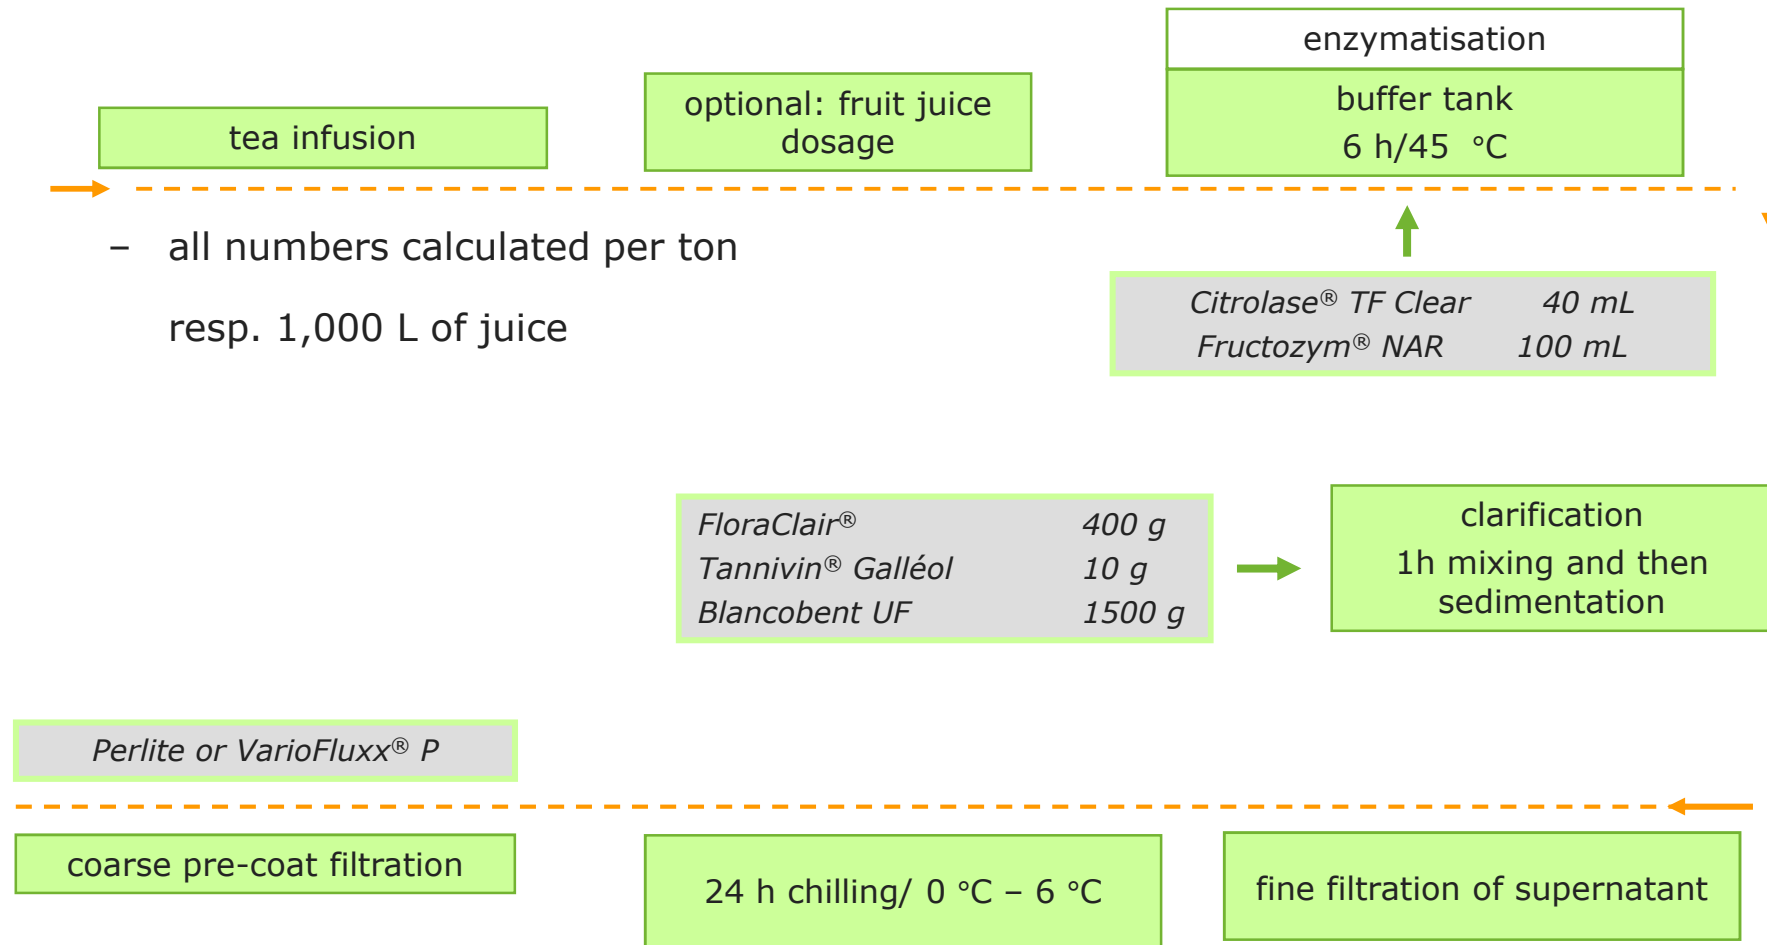 enzymatisation
tea infusion
optional: fruit juice
dosage
buffer tank
6 h/45 °C
– all numbers calculated per ton
resp. 1,000 L of juice
Citrolase® TF Clear 40 mL
Fructozym® NAR 100 mL
FloraClair® 400 g
Tannivin® Galléol 10 g
Blancobent UF 1500 g
clarification
1h mixing and then
sedimentation
Perlite or VarioFluxx® P
coarse pre-coat filtration
24 h chilling/ 0 °C – 6 °C
fine filtration of supernatant